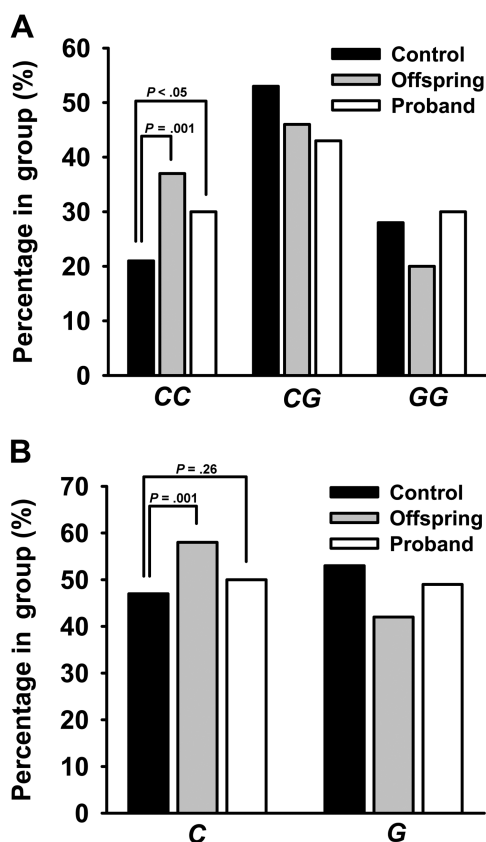 A
Percentage in group (%)
60
50
40
30
20
10
0
Control
Offspring
Proband
P < .05
P = .001
CC CG GG
B
Percentage in group (%)
70
60
50
40
30
20
10
0
Control
Offspring
Proband
P = .26
P = .001
C G